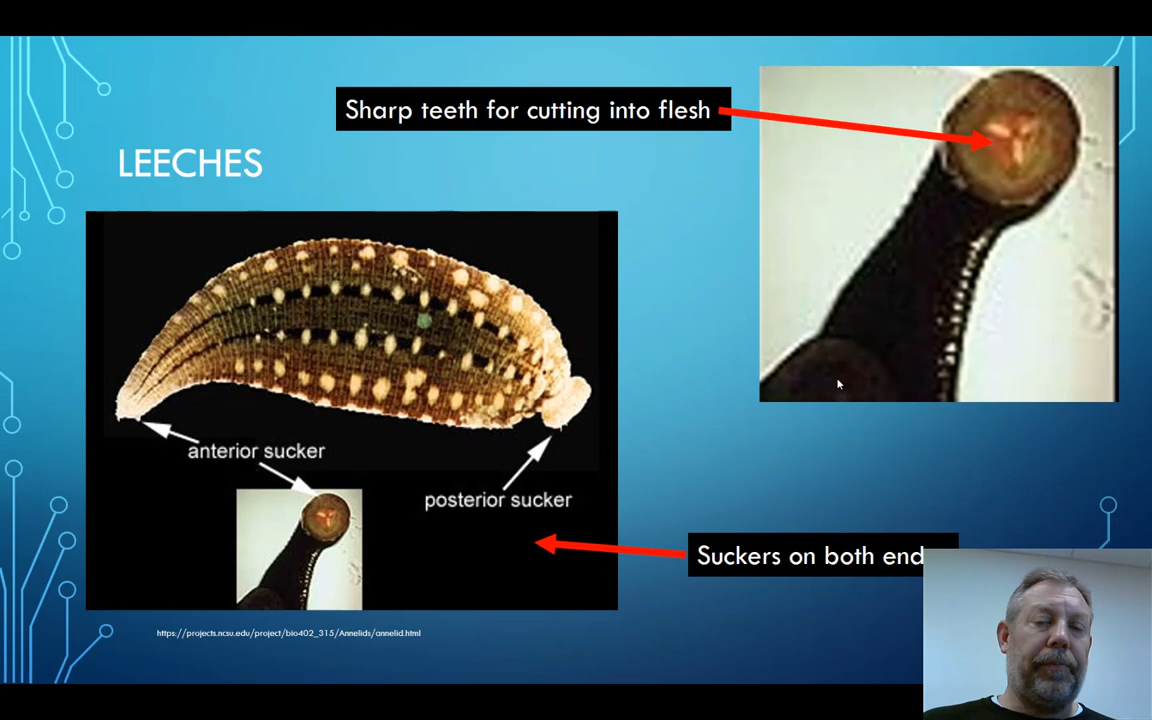 Sharp teeth for cutting into flesh
LEECHES
anterior sucker
posterior sucker
Suckers on both end
https://projects.ncsu.edu/project/bio402_315/Annelids/annelid.html